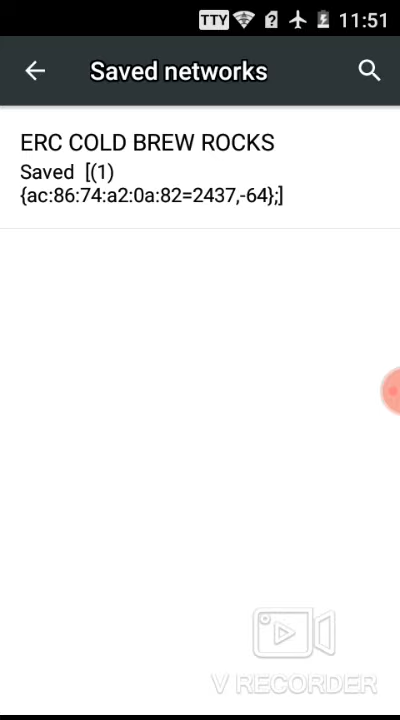 TTY 11:51
Saved networks
ERC COLD BREW ROCKS
Saved [(1)
{ac:86:74:a2:0a:82=2437,-64};]
V RECORDER